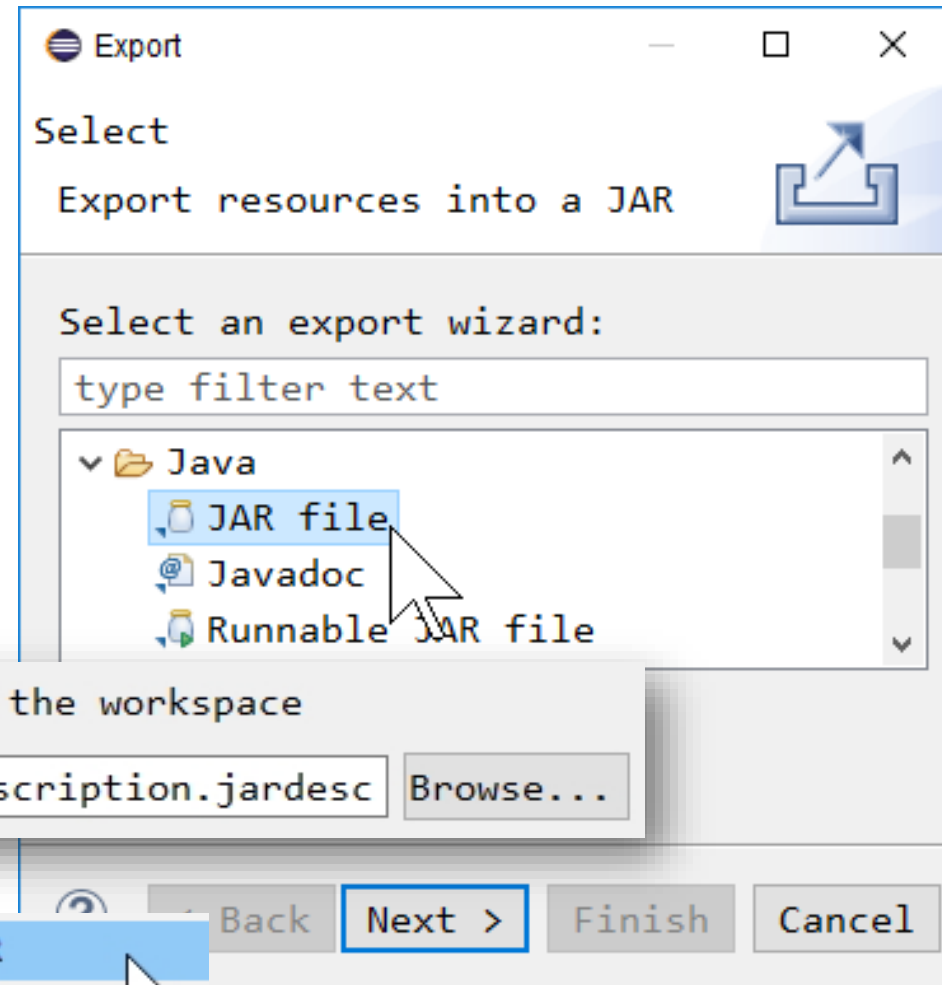 Export
Select
Export resources into a JAR
Select an export wizard:
type filter text
Java
JAR file
Javadoc
Runnable JAR file
the workspace
scription.jardesc Browse...
Back Next > Finish Cancel